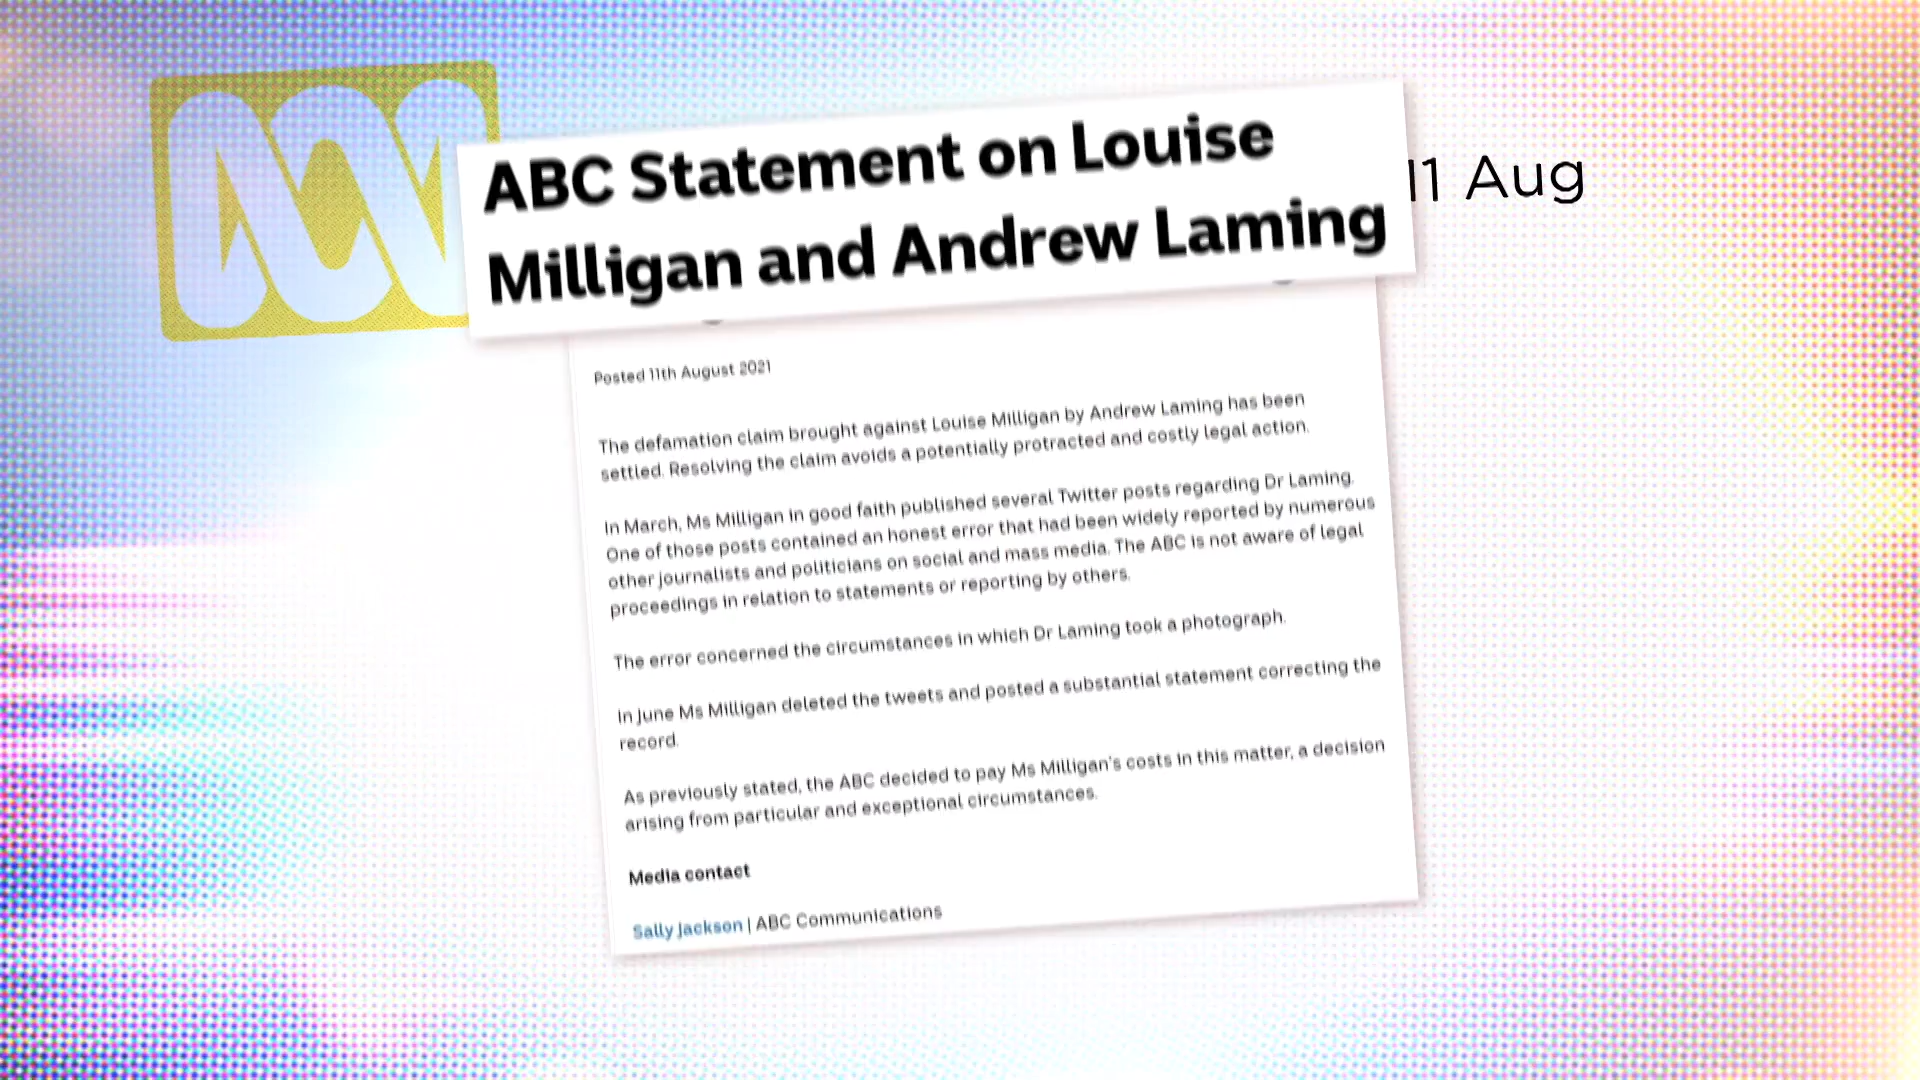 ABC Statement on Louise
Milligan and Andrew Laming
11 Aug
Posted 11th August 2021
The defamation claim brought against Louise Milligan by Andrew Laming has been
settled. Resolving the claim avoids a potentially protracted and costly legal action.
In March, Ms Milligan in good faith published several Twitter posts regarding Dr Laming.
One of those posts contained an honest error that had been widely reported by numerous
other journalists and politicians on social and mass media. The ABC is not aware of legal
proceedings in relation to statements or reporting by others.
The error concerned the circumstances in which Dr Laming took a photograph.
In June Ms Milligan deleted the tweets and posted a substantial statement correcting the
record.
As previously stated, the ABC decided to pay Ms Milligan's costs in this matter, a decision
arising from particular and exceptional circumstances.
Media contact
Sally Jackson | ABC Communications